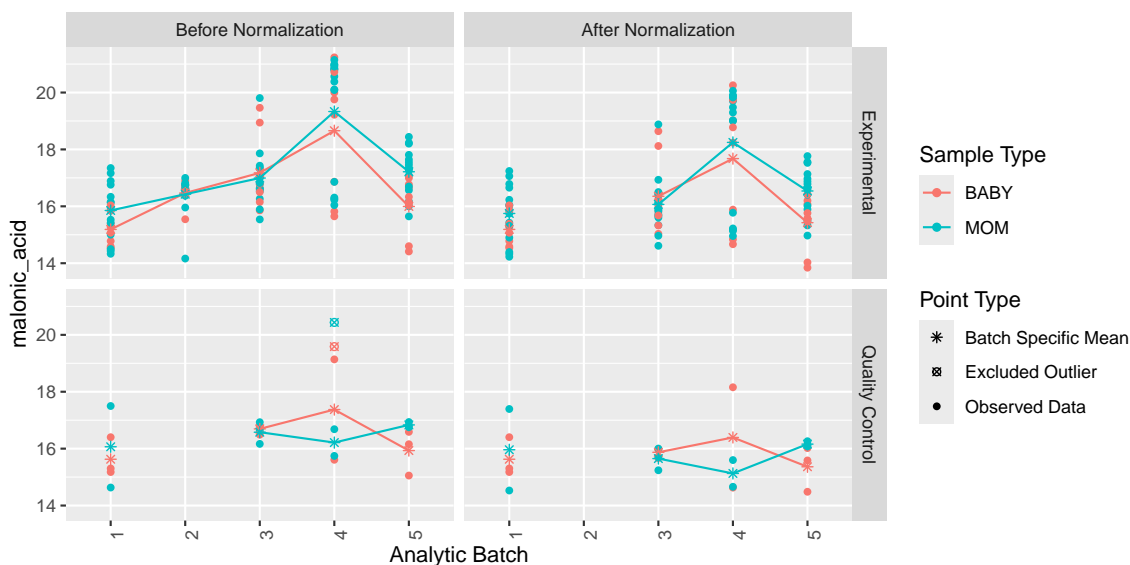 Before Normalization
After Normalization
20
18
16
14
Experimental
20
18
16
14
Quality Control
malonic_acid
1
2
3
4
5
1
2
3
4
5
Analytic Batch
Sample Type
BABY
MOM
Point Type
Batch Specific Mean
Excluded Outlier
Observed Data